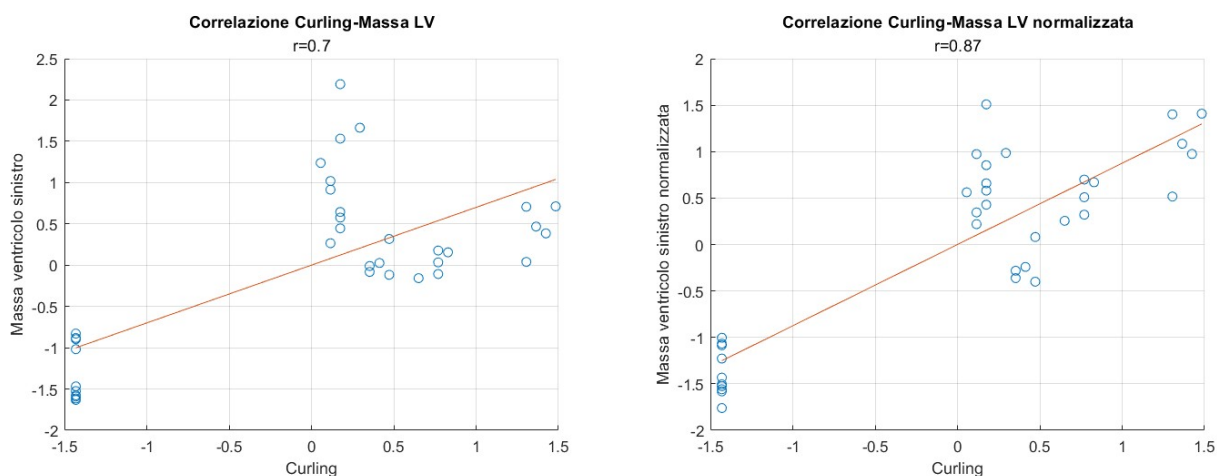 Correlazione Curling-Massa LV
r=0.7
2.5
2
1.5
1
0.5
0
-0.5
-1
-1.5
-2
Massa ventricolo sinistro
-1.5 -1 -0.5 0 0.5 1 1.5
Curling
Correlazione Curling-Massa LV normalizzata
r=0.87
2
1.5
1
0.5
0
-0.5
-1
-1.5
-2
Massa ventricolo sinistro normalizzata
-1.5 -1 -0.5 0 0.5 1 1.5
Curling